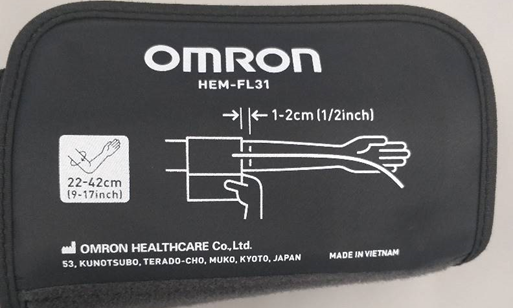 OMRON
HEM-FL31
1-2cm (1/2inch)
22-42cm
(9-17inch)
OMRON HEALTHCARE Co.,Ltd.
53, KUNOTSUBO, TERADO-CHO, MUKO, KYOTO, JAPAN
MADE IN VIETNAM